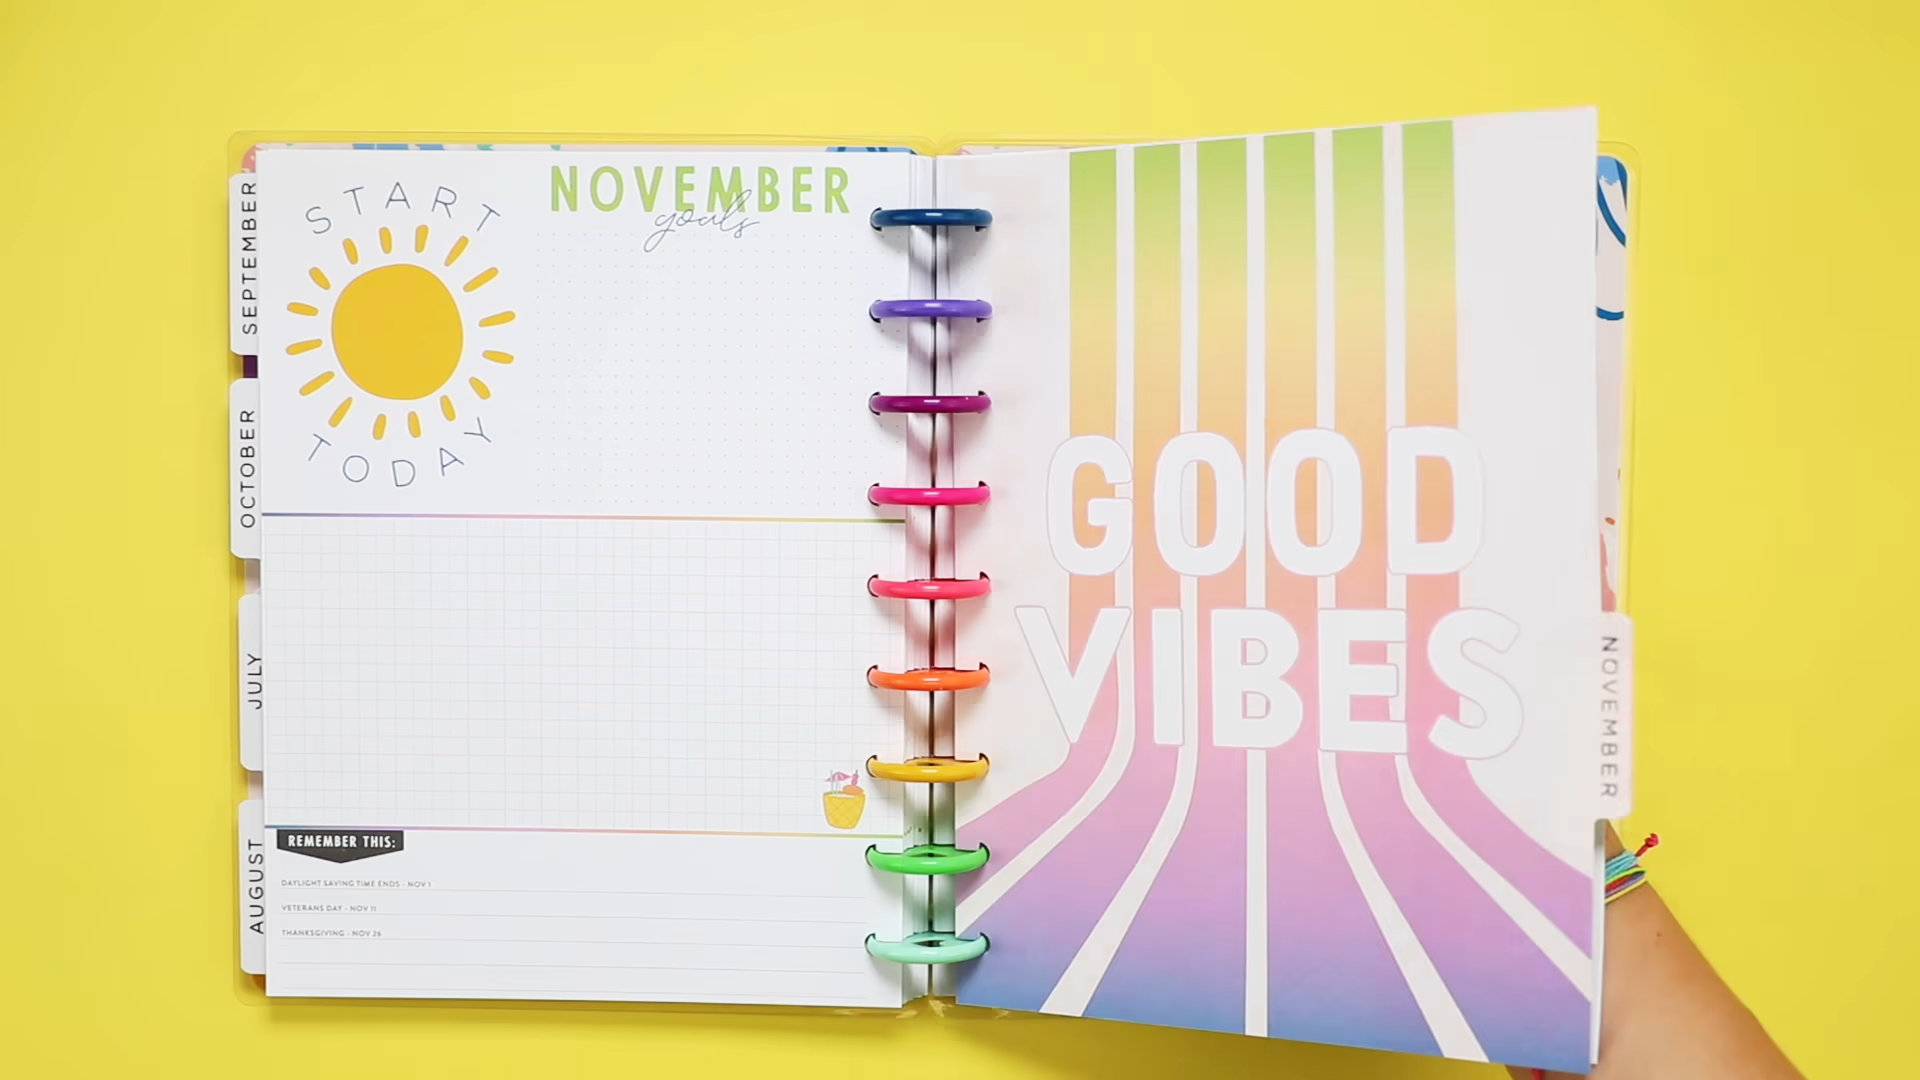 SEPTEMBER
OCTOBER
JULY
AUGUST
START
TODAY
NOVEMBER
goals
REMEMBER THIS:
DAYLIGHT SAVING TIME ENDS - NOV 1
VETERANS DAY - NOV 11
THANKSGIVING - NOV 26
GOOD
VIBES
NOVEMBER